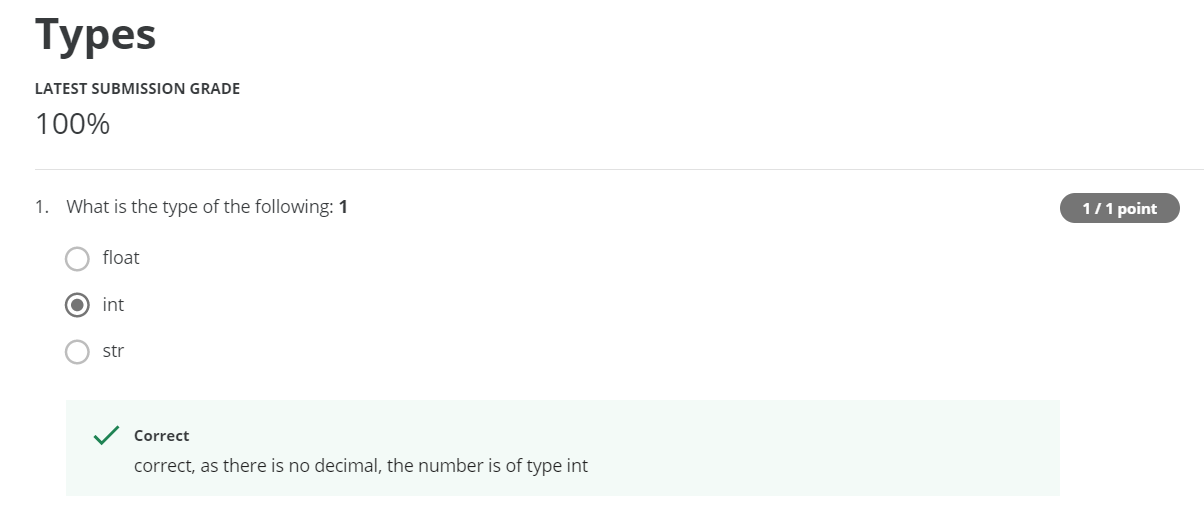 Types
LATEST SUBMISSION GRADE
100%
1. What is the type of the following: 1
1 / 1 point
float
int
str
Correct
correct, as there is no decimal, the number is of type int